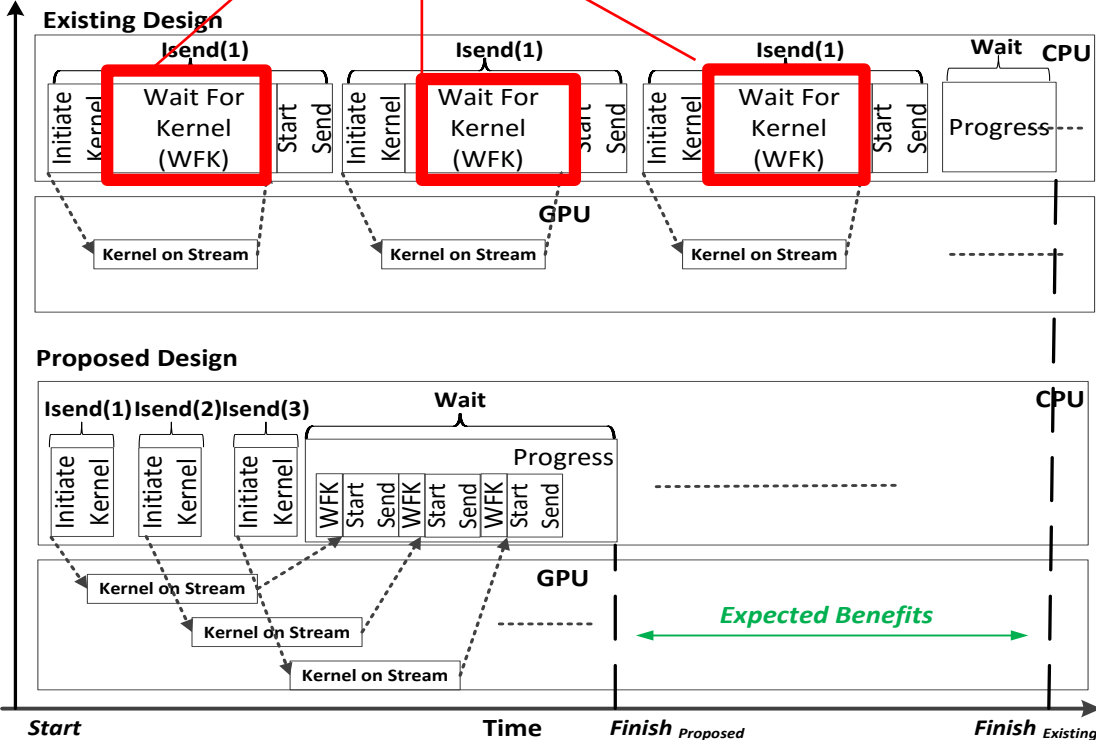 Existing Design
Isend(1)
Isend(1)
Isend(1)
Wait
CPU
Initiate
Kernel
Wait For
Kernel
(WFK)
Start
Send
Initiate
Kernel
Wait For
Kernel
(WFK)
Start
Send
Initiate
Kernel
Wait For
Kernel
(WFK)
Start
Send
Progress
GPU
Kernel on Stream
Kernel on Stream
Kernel on Stream
Proposed Design
Isend(1)
Isend(2)
Isend(3)
Wait
CPU
Initiate
Kernel
Initiate
Kernel
Initiate
Kernel
Progress
WFK
Start
Send
WFK
Start
Send
WFK
Start
Send
GPU
Kernel on Stream
Kernel on Stream
Kernel on Stream
Expected Benefits
Start
Time
Finish Proposed
Finish Existing